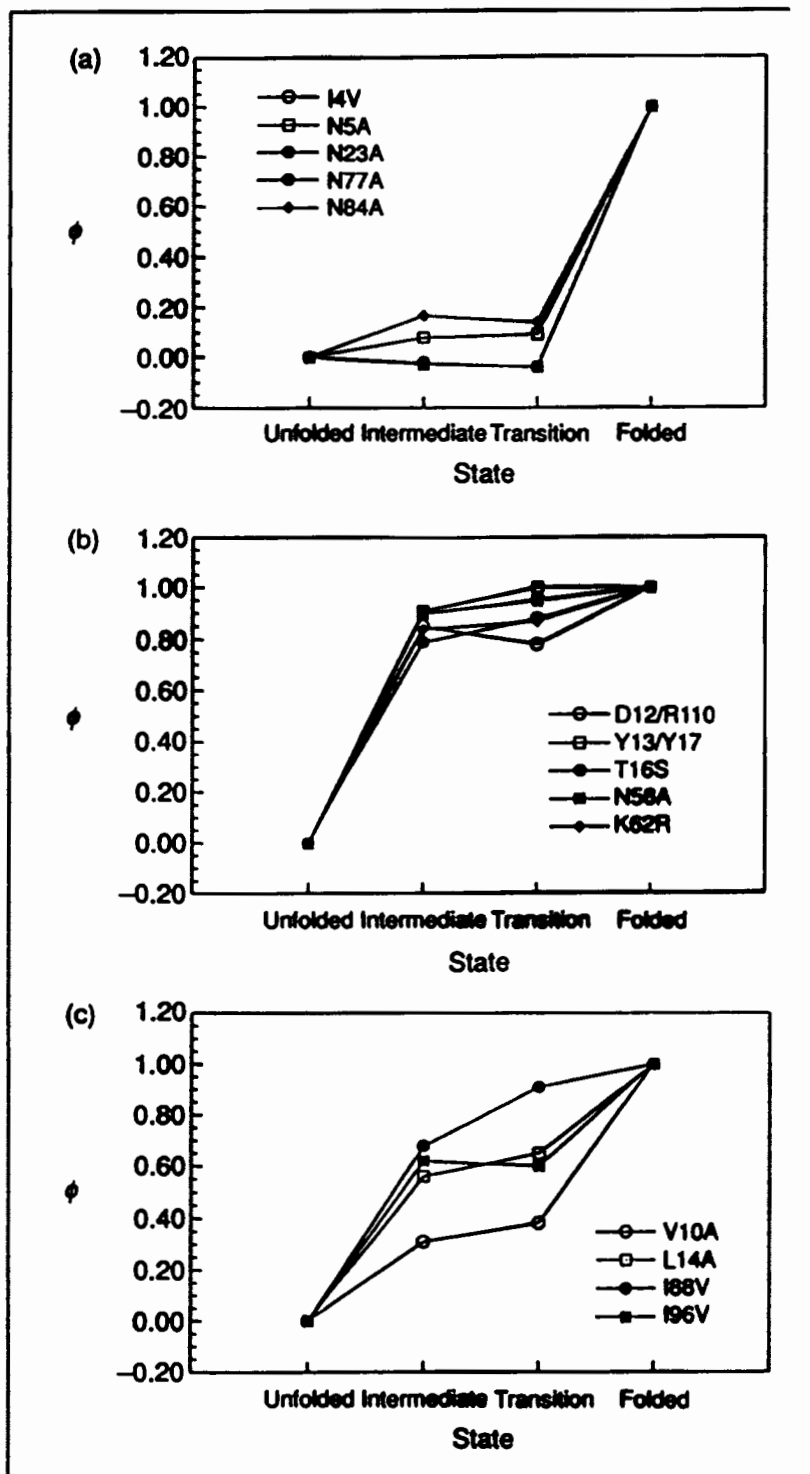 (a)
1.20
1.00
0.80
0.60
0.40
0.20
0.00
−0.20
ϕ
I4V
N5A
N23A
N77A
N84A
Unfolded Intermediate Transition Folded
State
(b)
1.20
1.00
0.80
0.60
0.40
0.20
0.00
−0.20
ϕ
D12/R110
Y13/Y17
T16S
N58A
K62R
Unfolded Intermediate Transition Folded
State
(c)
1.20
1.00
0.80
0.60
0.40
0.20
0.00
−0.20
ϕ
V10A
L14A
I88V
I96V
Unfolded Intermediate Transition Folded
State